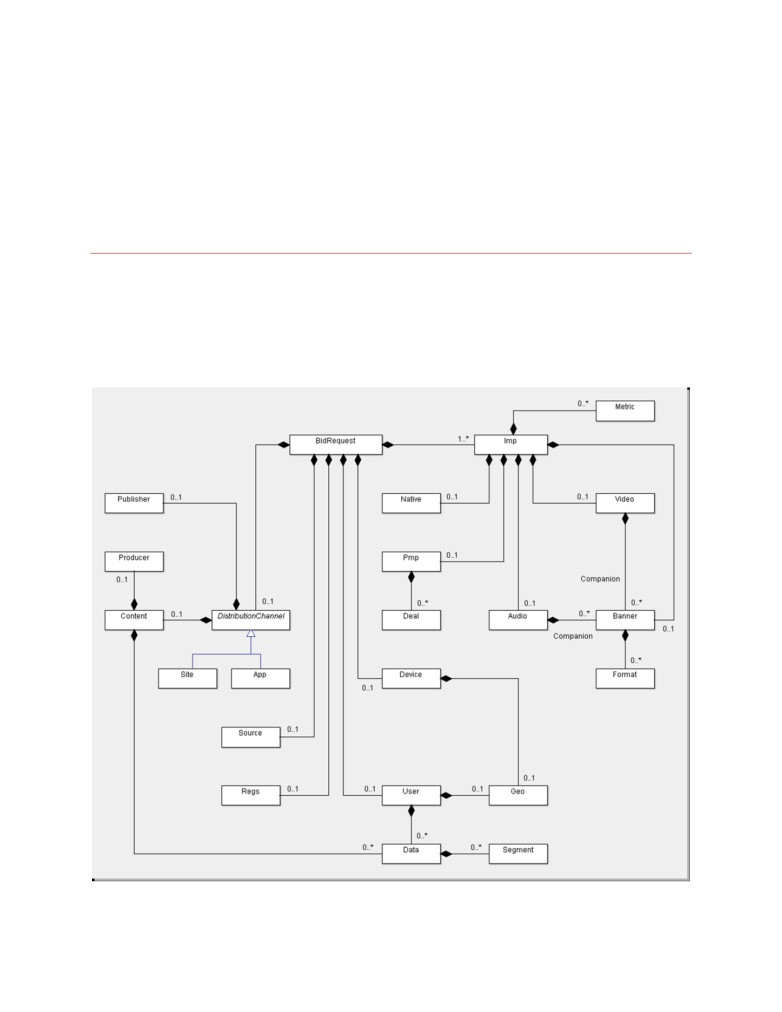 0..* Metric
BidRequest 1..* Imp
Publisher 0..1 Native 0..1 0..1 Video
Producer Pmp 0..1
0..1
Companion
0..1 0..* 0..1 0..*
Content 0..1 DistributionChannel Deal Audio 0..* Banner
0..1
Companion
0..*
Site App Device Format
0..1
Source 0..1
0..1
Regs 0..1 0..1 User 0..1 Geo
0..*
0..* Data 0..* Segment